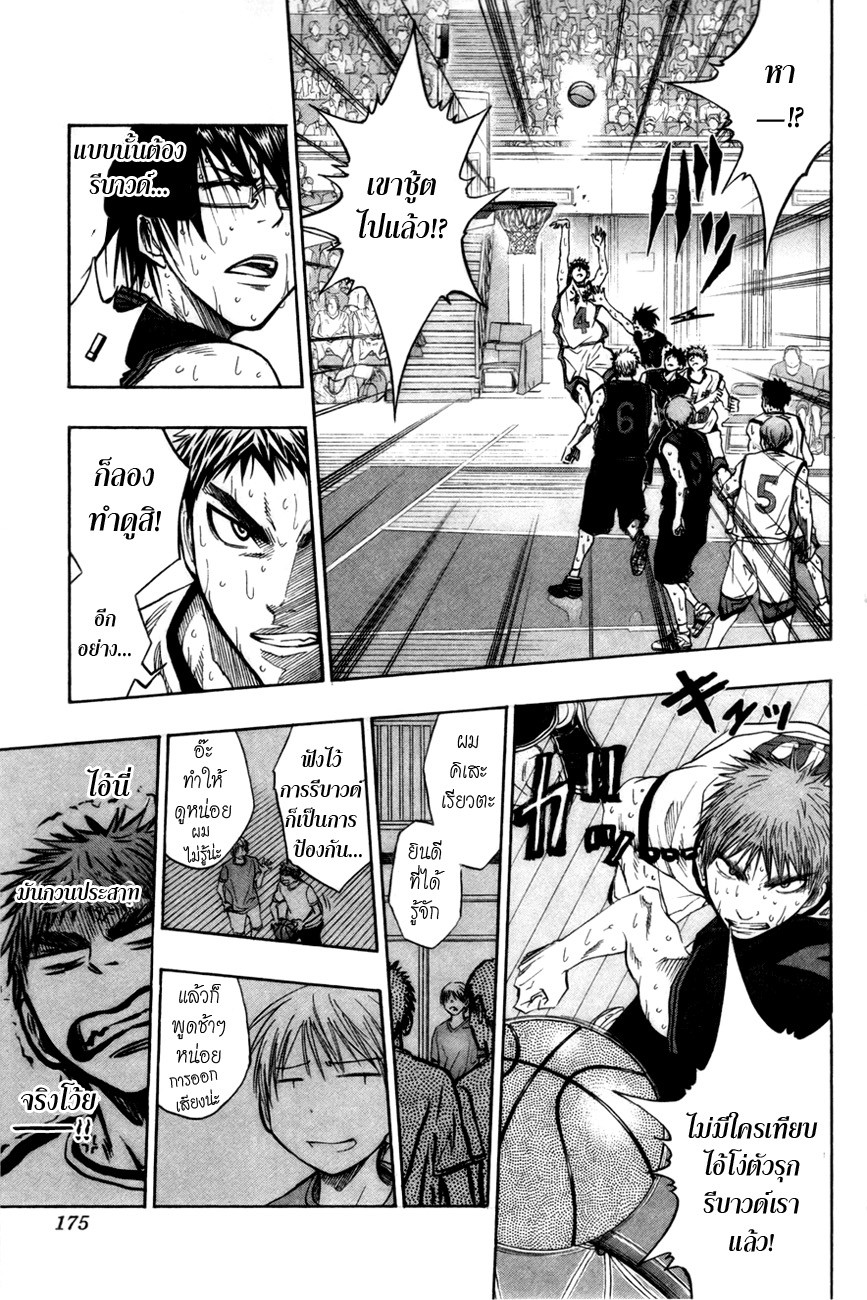 หา
—!?
เขาชู้ต
ไปแล้ว!?
4
6
5
แบบนั้นต้อง
รีบาวด์...
ก็ลอง
ทำดูสิ!
อีก
อย่าง...
キュッ
ไม่มีใครเทียบ
ไอ้โง่ตัวรุก
รีบาวด์เรา
แล้ว!
ผม
คิเสะ
เรียวตะ
ยินดี
ที่ได้
รู้จัก
ฟังไว้
การรีบาวด์
ก็เป็นการ
ป้องกัน...
อ๊ะ
ทำให้
ดูหน่อย
ผม
ไม่รู้น่ะ
แล้วก็
พูดช้าๆ
หน่อย
การออก
เสียงน่ะ
ไอ้นี่
มันกวนประสาท
จริงโว้ย
—!!
175